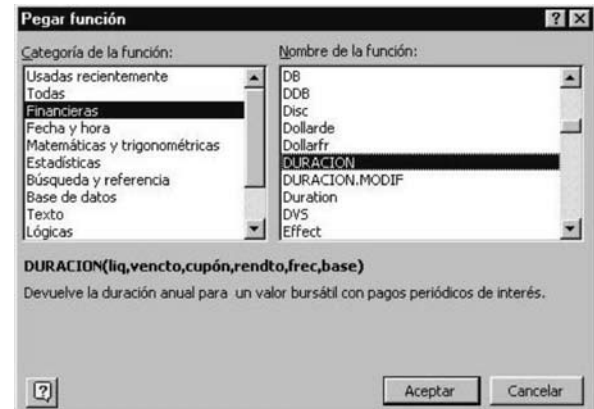 Pegar función
Categoría de la función:
Usadas recientemente
Todas
Financieras
Fecha y hora
Matemáticas y trigonométricas
Estadísticas
Búsqueda y referencia
Base de datos
Texto
Lógicas
Nombre de la función:
DB
DDB
Disc
Dollarde
Dollarfr
DURACION
DURACION.MODIF
Duration
DVS
Effect
DURACION(liq,vencto,cupón,rendto,frec,base)
Devuelve la duración anual para un valor bursátil con pagos periódicos de interés.
Aceptar
Cancelar